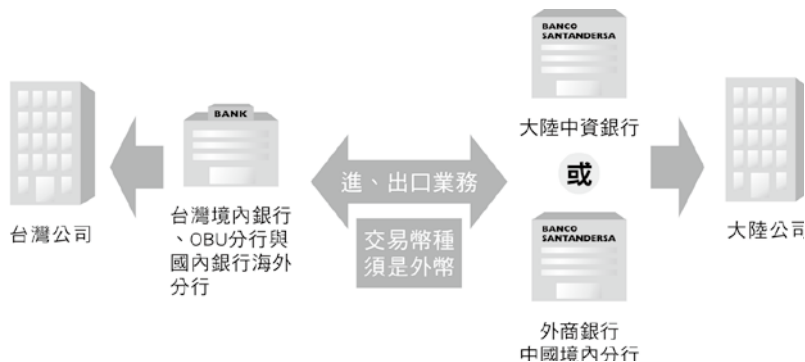 台灣公司
BANK
台灣境內銀行
、OBU分行與
國內銀行海外
分行
進、出口業務
交易幣種
須是外幣
BANCO
SANTANDERSA
大陸中資銀行
或
BANCO
SANTANDERSA
外商銀行
中國境內分行
大陸公司